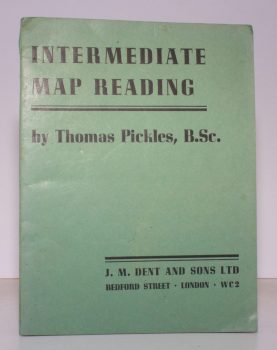 INTERMEDIATE
MAP READING
by Thomas Pickles, B.Sc.
J. M. DENT AND SONS LTD
BEDFORD STREET · LONDON · WC2